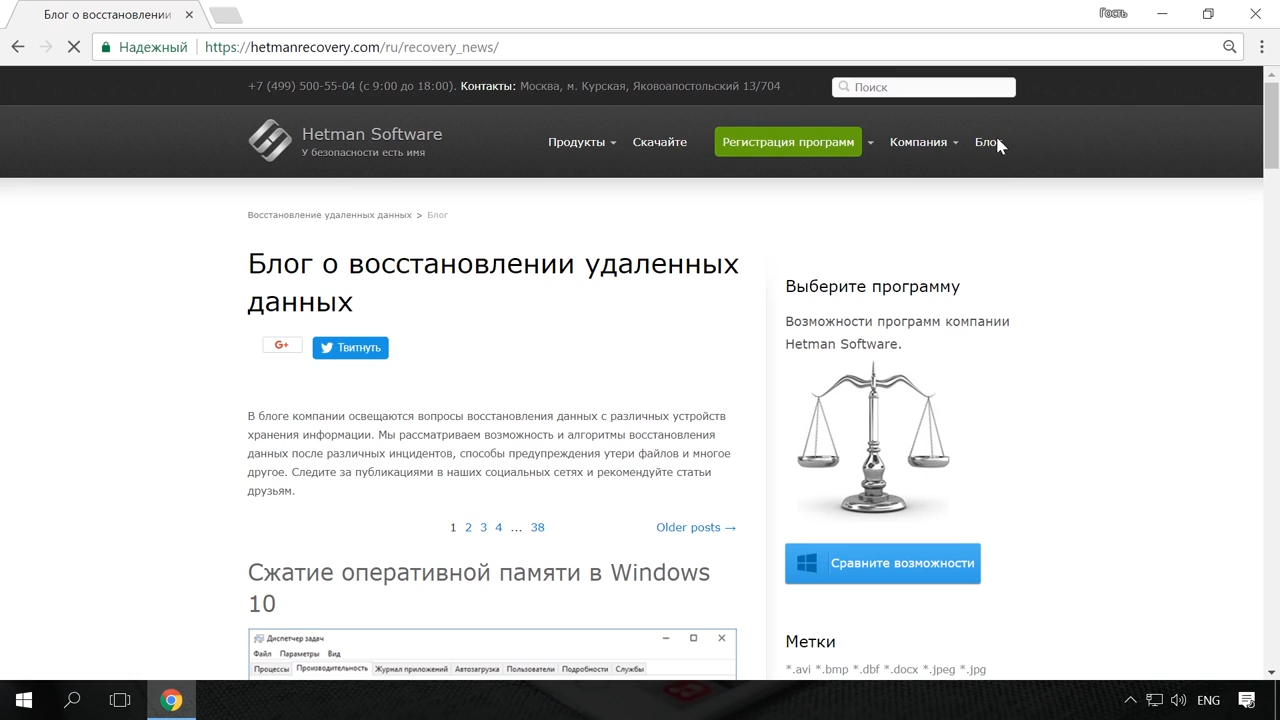 Блог о восстановлении
Гость
Надежный
https://hetmanrecovery.com/ru/recovery_news/
+7 (499) 500-55-04 (с 9:00 до 18:00). Контакты: Москва, м. Курская, Яковоапостольский 13/704
Поиск
Hetman Software
У безопасности есть имя
Продукты
Скачайте
Регистрация программ
Компания
Блог
Восстановление удаленных данных > Блог
Блог о восстановлении удаленных
данных
G+
Твитнуть
В блоге компании освещаются вопросы восстановления данных с различных устройств
хранения информации. Мы рассматриваем возможность и алгоритмы восстановления
данных после различных инцидентов, способы предупреждения утери файлов и многое
другое. Следите за публикациями в наших социальных сетях и рекомендуйте статьи
друзьям.
1 2 3 4 ... 38
Older posts →
Сжатие оперативной памяти в Windows
10
Диспетчер задач
Файл Параметры Вид
Процессы Производительность Журнал приложений Автозагрузка Пользователи Подробности Службы
Выберите программу
Возможности программ компании
Hetman Software.
Сравните возможности
Метки
*.avi *.bmp *.dbf *.docx *.jpeg *.jpg
ENG